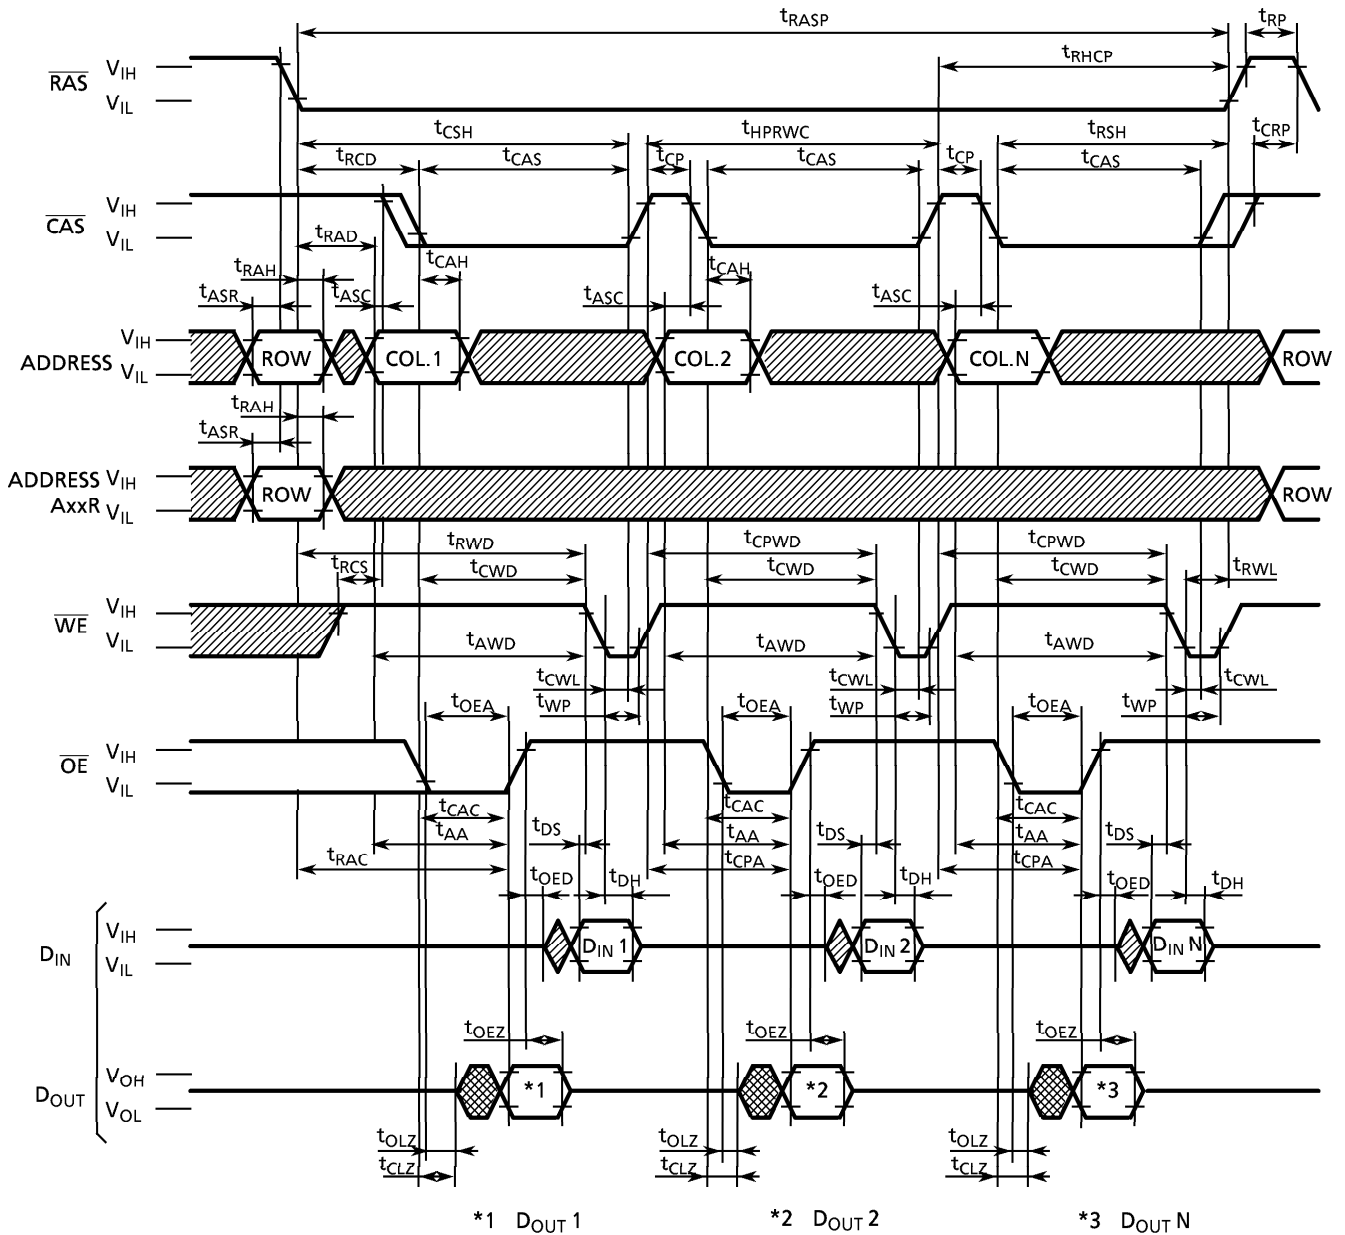 tRASP tRP
tRHCP
RAS VIH
VIL
tCSH tHPRWC tRSH tCRP
tRCD tCAS tCP tCAS tCP tCAS
CAS VIH
VIL
tRAD
tRAH tCAH tCAH
tASR tASC tASC tASC
ADDRESS VIH
VIL
ROW COL.1 COL.2 COL.N ROW
tRAH
tASR
ADDRESS VIH
AxxR VIL
ROW ROW
tRWD tCPWD tCPWD
tRCS tCWD tCWD tCWD tRWL
WE VIH
VIL
tAWD tAWD tAWD
tCWL tCWL tCWL
tOEA tWP tOEA tWP tOEA tWP
OE VIH
VIL
tCAC tCAC tCAC
tAA tDS tAA tDS tAA tDS
tRAC tCPA tCPA
tOED tDH tOED tDH tOED tDH
DIN VIH
VIL
DIN 1 DIN 2 DIN N
tOEZ tOEZ tOEZ
DOUT VOH
VOL
*1 *2 *3
tOLZ tOLZ tOLZ
tCLZ tCLZ tCLZ
*1 DOUT 1 *2 DOUT 2 *3 DOUT N